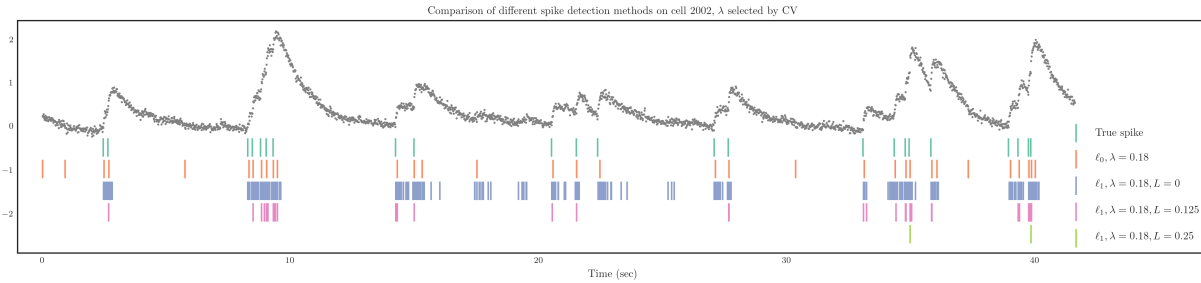 Comparison of different spike detection methods on cell 2002, λ selected by CV
2
1
0
−1
−2
True spike
ℓ₀, λ = 0.18
ℓ₁, λ = 0.18, L = 0
ℓ₁, λ = 0.18, L = 0.125
ℓ₁, λ = 0.18, L = 0.25
0 10 20 30 40
Time (sec)